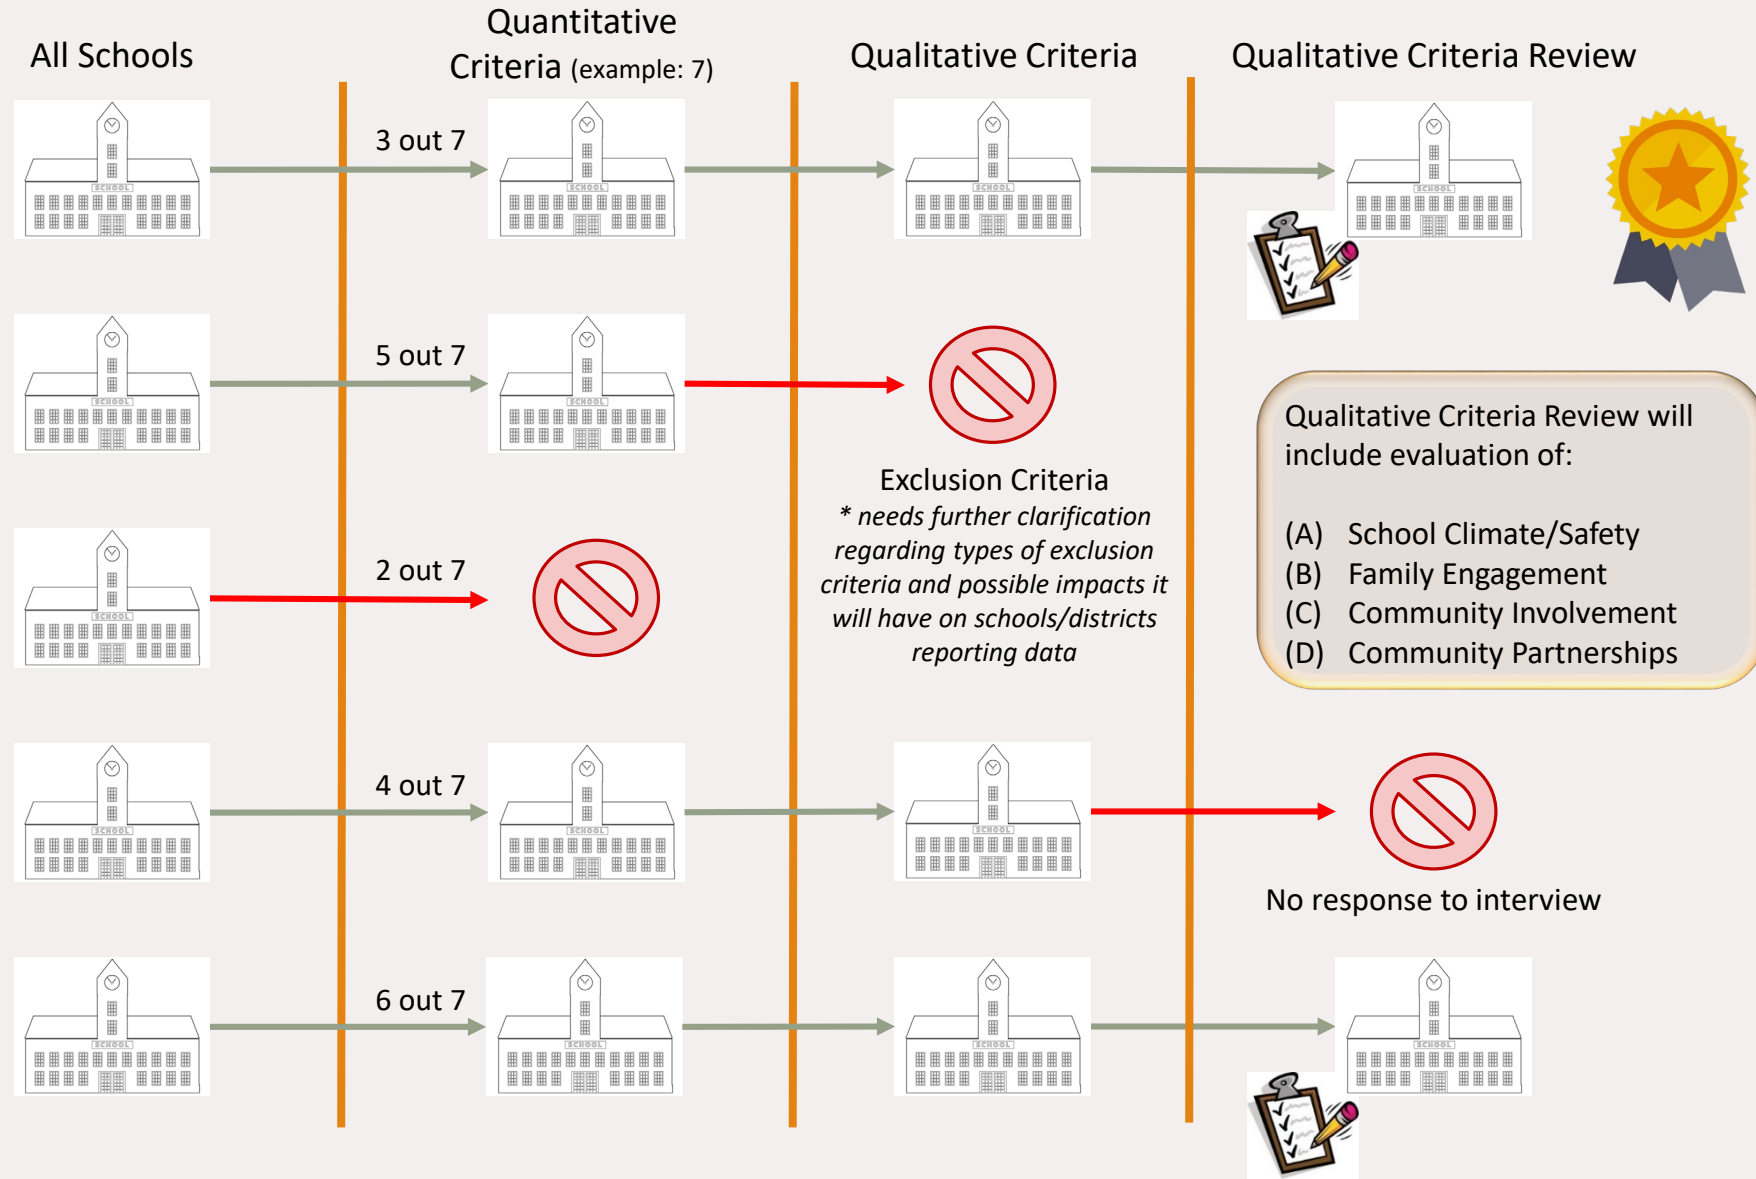 All Schools
Quantitative
Criteria (example: 7)
Qualitative Criteria
Qualitative Criteria Review
3 out 7
SCHOOL
SCHOOL
SCHOOL
SCHOOL
5 out 7
SCHOOL
SCHOOL
Exclusion Criteria
* needs further clarification
regarding types of exclusion
criteria and possible impacts it
will have on schools/districts
reporting data
Qualitative Criteria Review will
include evaluation of:
(A) School Climate/Safety
(B) Family Engagement
(C) Community Involvement
(D) Community Partnerships
2 out 7
SCHOOL
4 out 7
SCHOOL
SCHOOL
SCHOOL
No response to interview
6 out 7
SCHOOL
SCHOOL
SCHOOL
SCHOOL